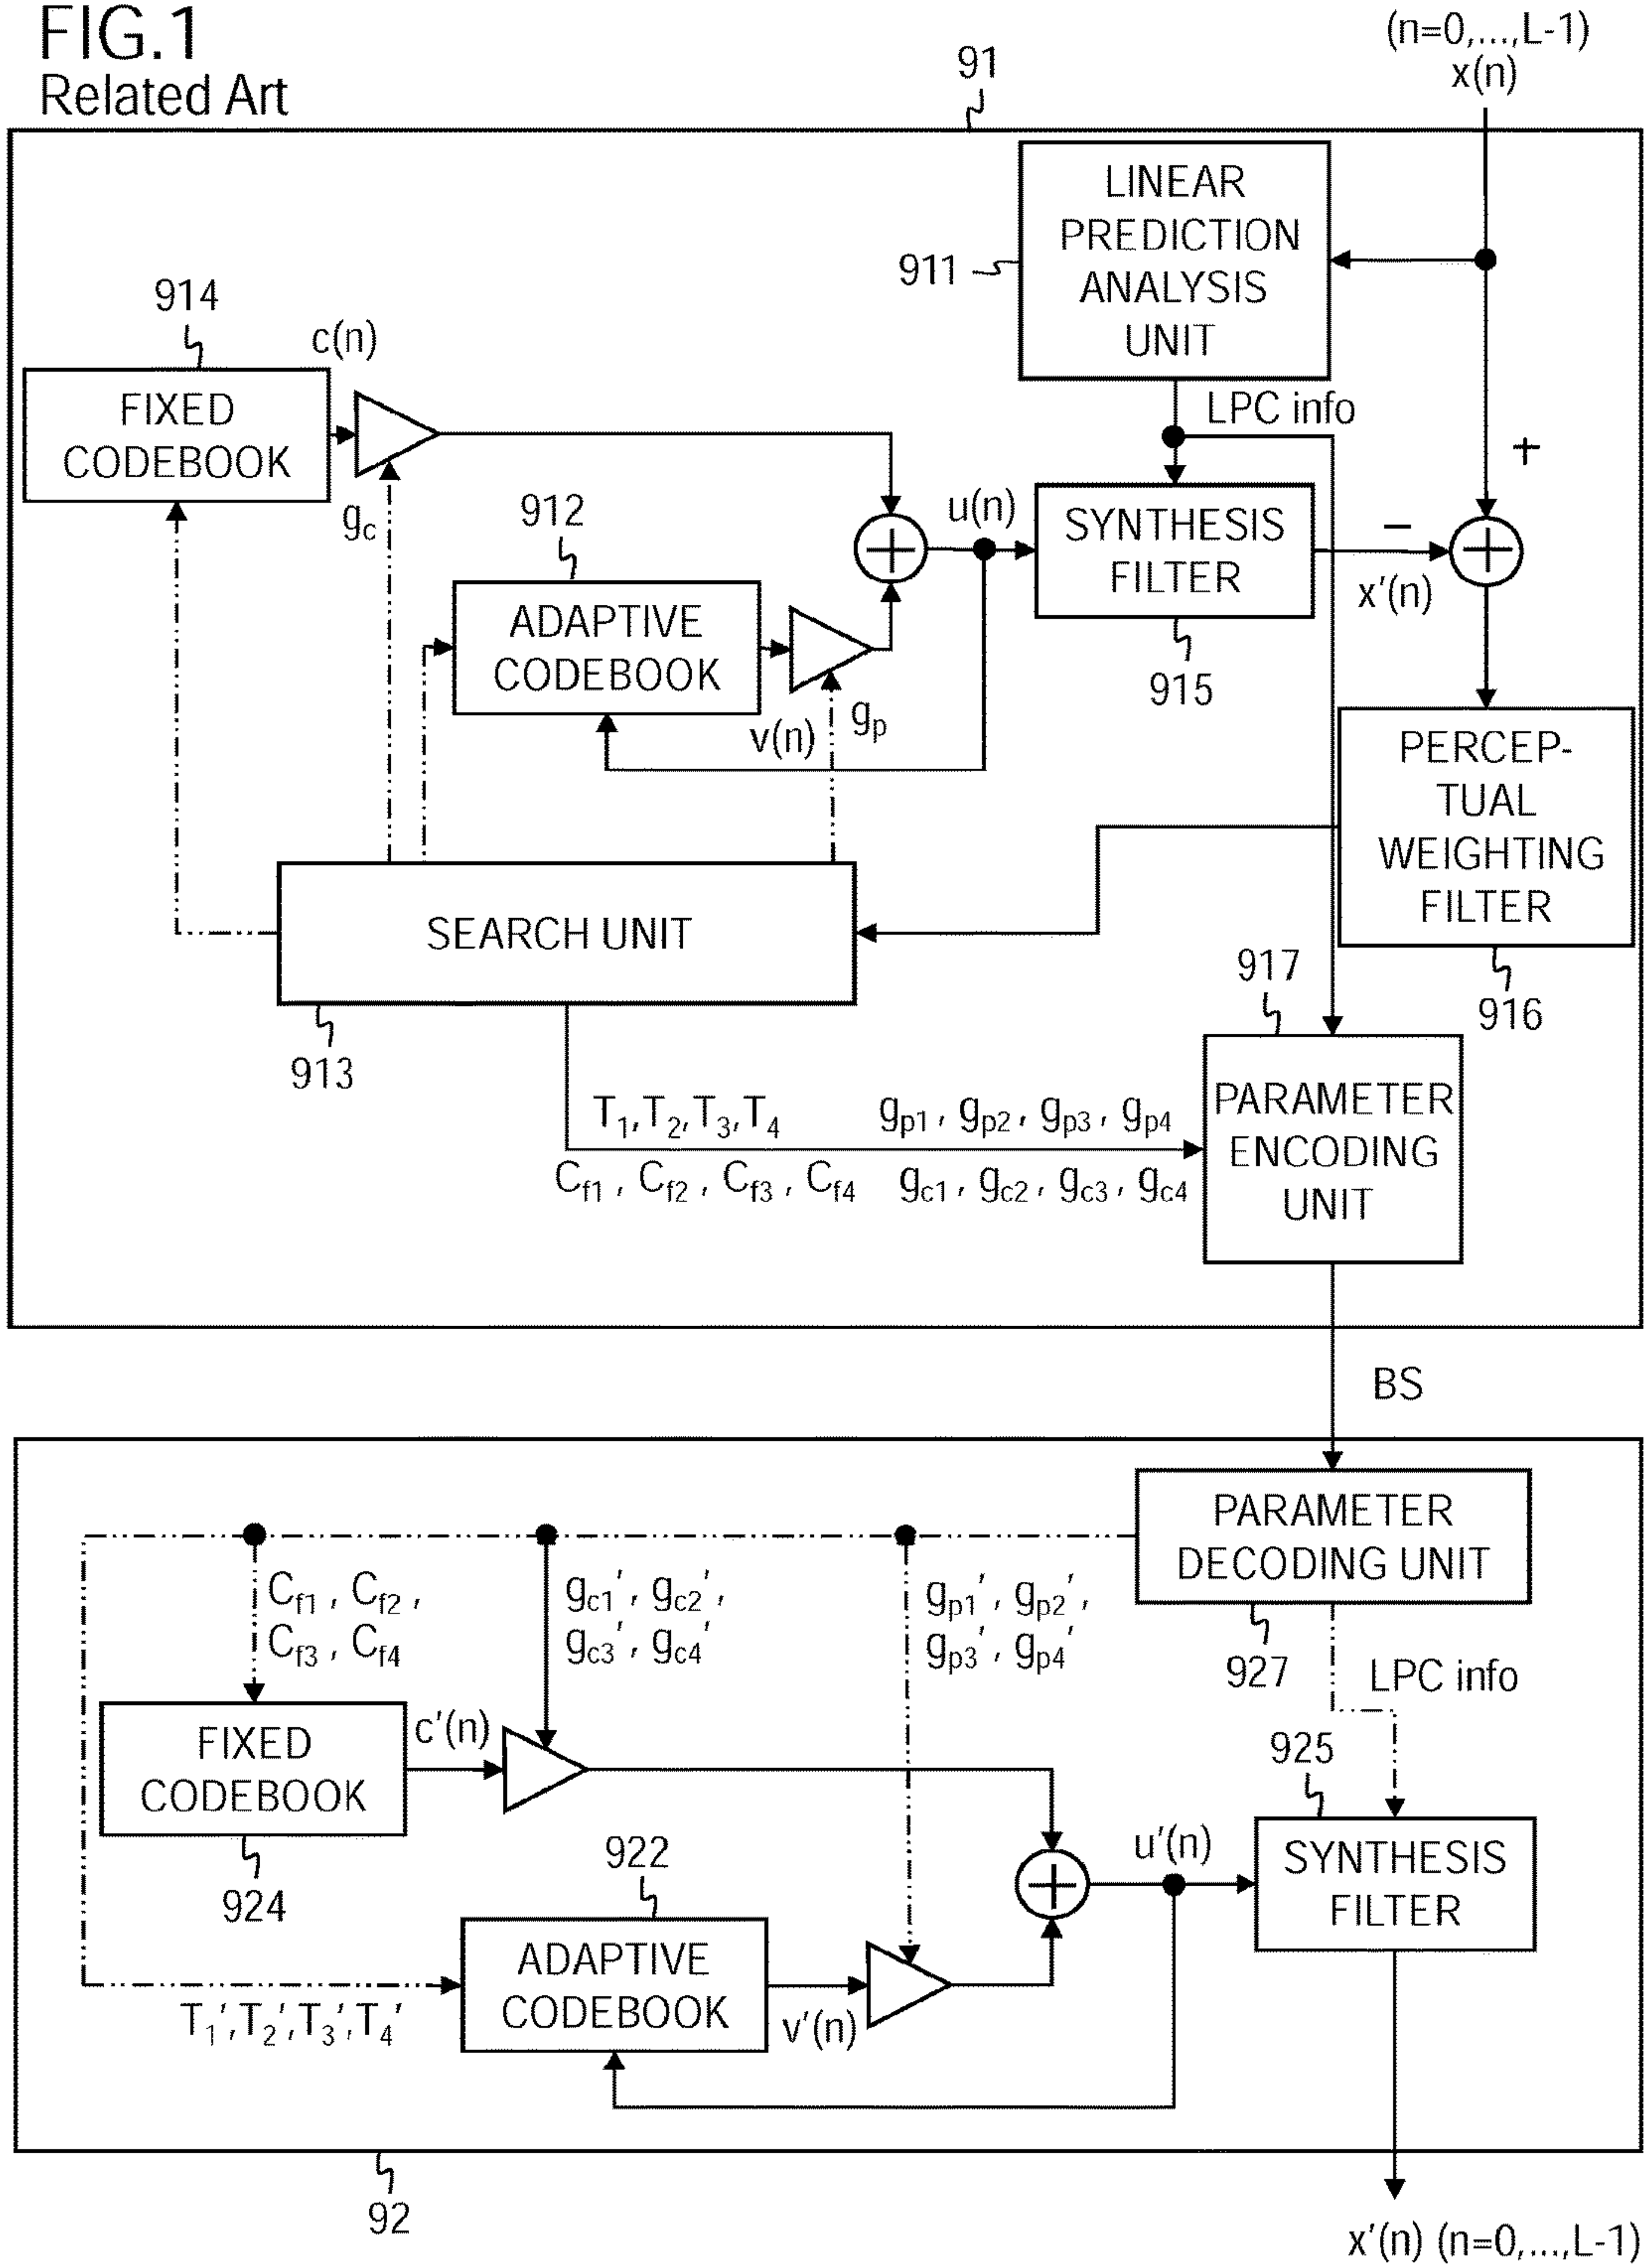 FIG.1
Related Art
(n=0,...,L-1)
x(n)
91
LINEAR
PREDICTION
ANALYSIS
UNIT
911
914
c(n)
FIXED
CODEBOOK
LPC info
+
gc
912
u(n)
SYNTHESIS
FILTER
−
x'(n)
ADAPTIVE
CODEBOOK
915
v(n)
gp
PERCEP-
TUAL
WEIGHTING
FILTER
SEARCH UNIT
917
916
913
T1,T2,T3,T4
gp1, gp2, gp3, gp4
Cf1, Cf2, Cf3, Cf4
gc1, gc2, gc3, gc4
PARAMETER
ENCODING
UNIT
BS
PARAMETER
DECODING UNIT
Cf1, Cf2,
Cf3, Cf4
gc1', gc2',
gc3', gc4'
gp1', gp2',
gp3', gp4'
927
LPC info
c'(n)
FIXED
CODEBOOK
925
924
922
u'(n)
SYNTHESIS
FILTER
ADAPTIVE
CODEBOOK
T1',T2',T3',T4'
v'(n)
92
x'(n) (n=0,...,L-1)